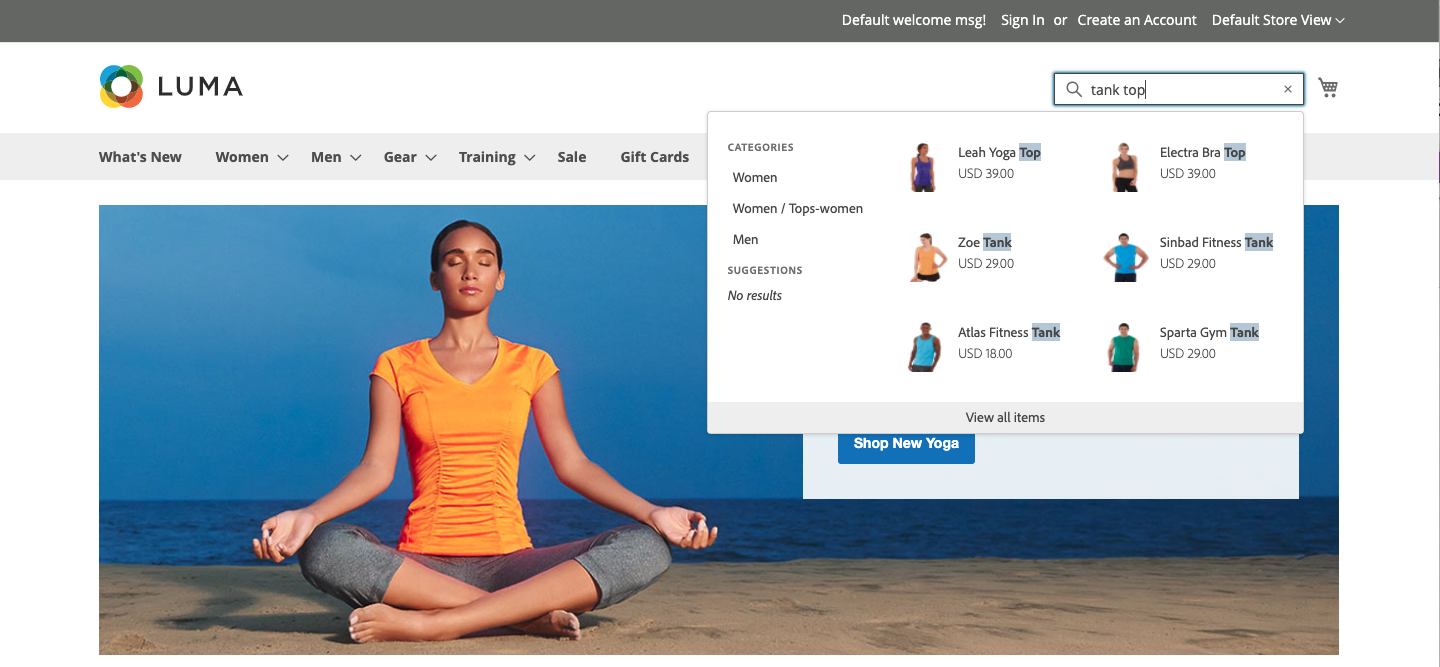 Default welcome msg! Sign In or Create an Account Default Store View
LUMA
tank top
What's New Women Men Gear Training Sale Gift Cards
CATEGORIES
Women
Women / Tops-women
Men
SUGGESTIONS
No results
Leah Yoga Top
USD 39.00
Electra Bra Top
USD 39.00
Zoe Tank
USD 29.00
Sinbad Fitness Tank
USD 29.00
Atlas Fitness Tank
USD 18.00
Sparta Gym Tank
USD 29.00
View all items
Shop New Yoga